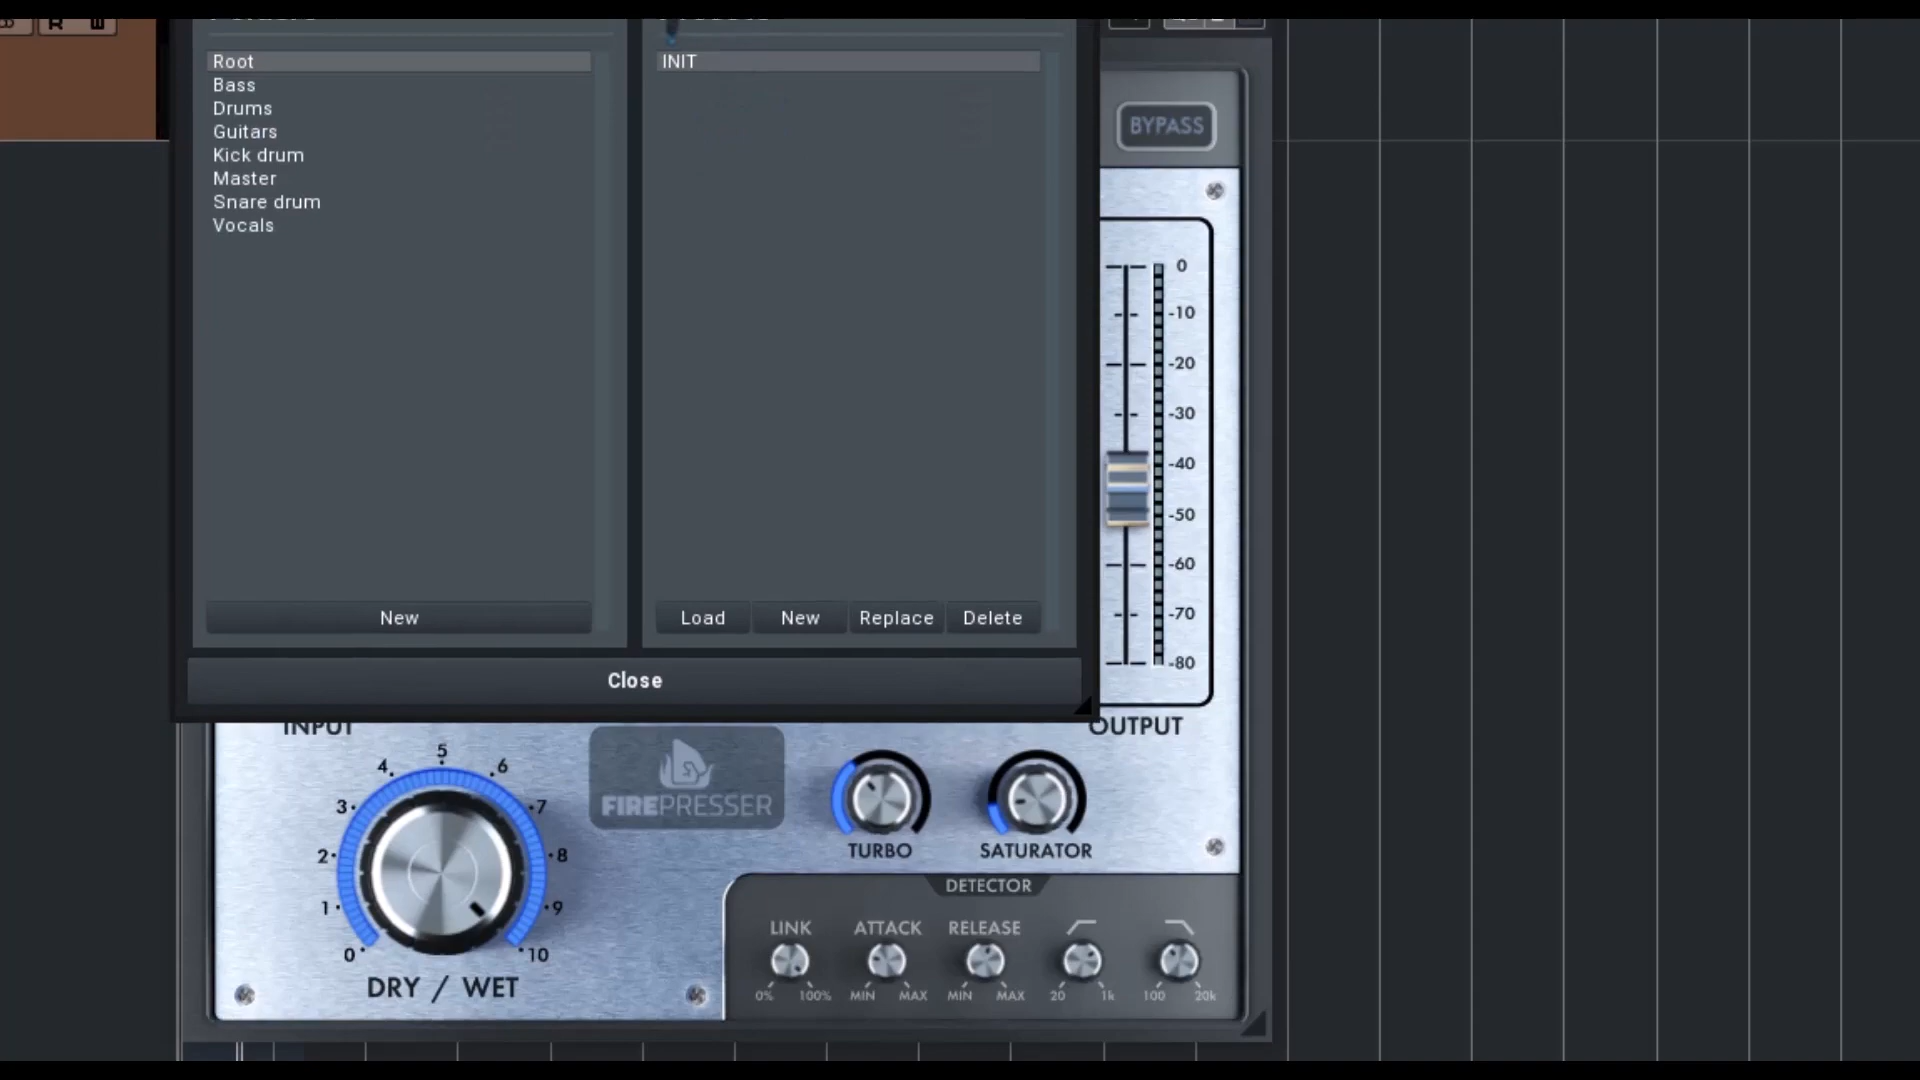 R W
Root
Bass
Drums
Guitars
Kick drum
Master
Snare drum
Vocals
New
INIT
Load New Replace Delete
Close
BYPASS
0
-10
-20
-30
-40
-50
-60
-70
-80
INPUT
OUTPUT
FIREPRESSER
0 1 2 3 4 5 6 7 8 9 10
DRY / WET
TURBO
SATURATOR
DETECTOR
LINK
0% 100%
ATTACK
MIN MAX
RELEASE
MIN MAX
20 1k
100 20k